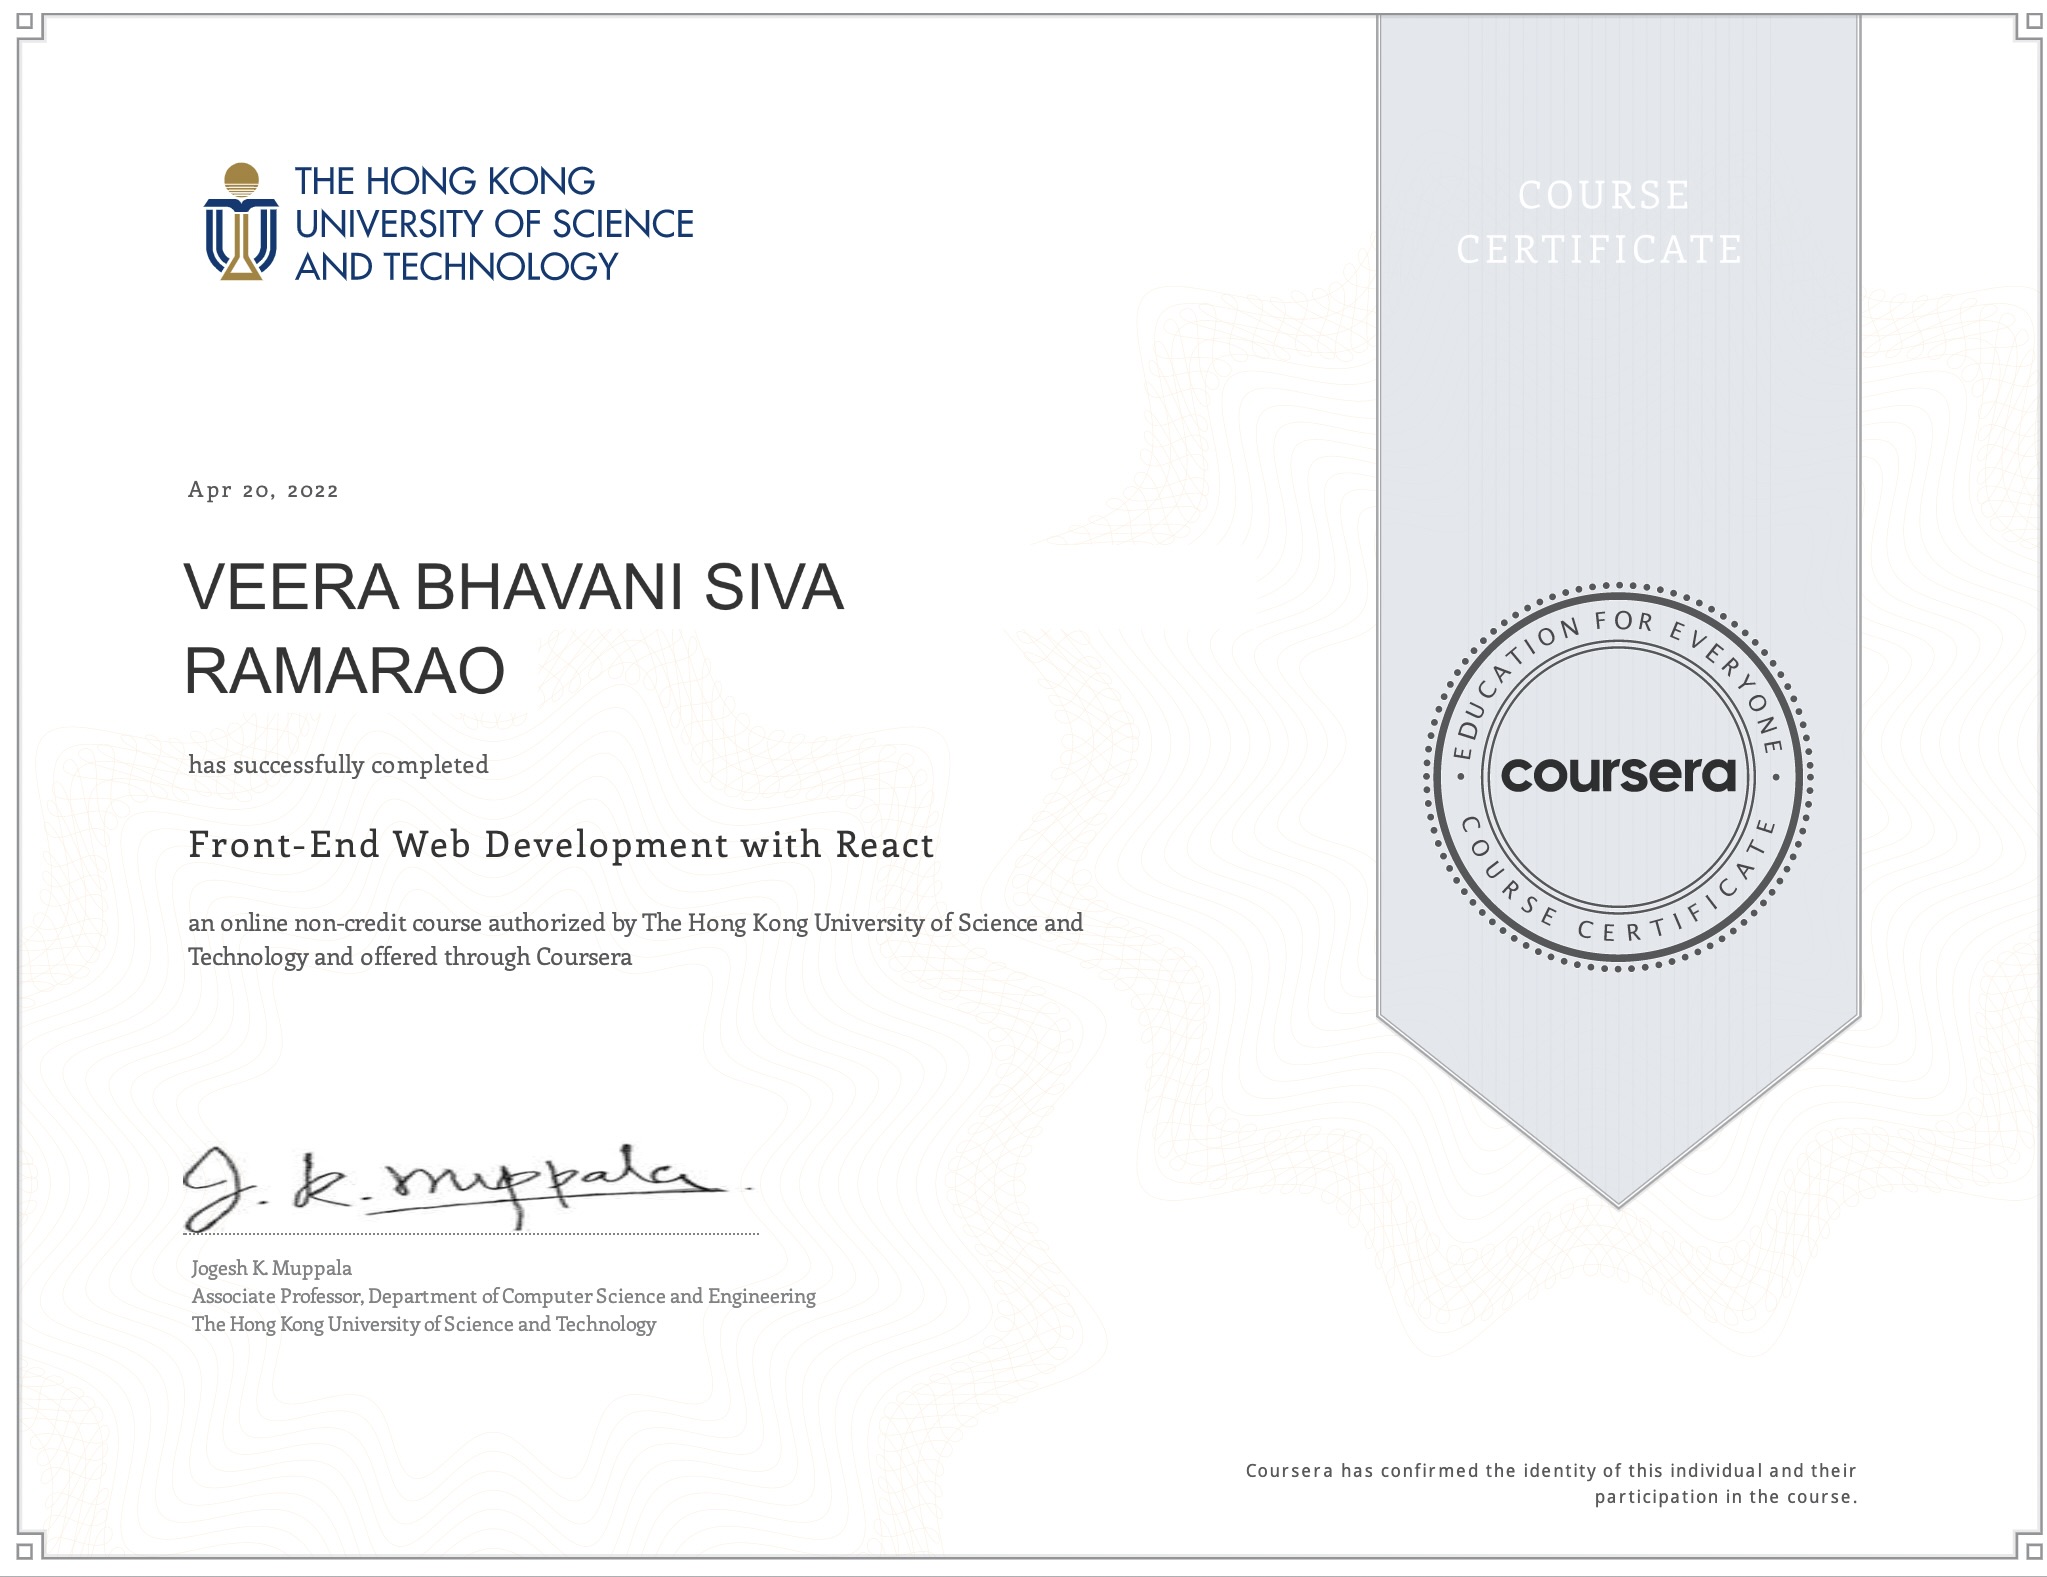 THE HONG KONG
UNIVERSITY OF SCIENCE
AND TECHNOLOGY
COURSE
CERTIFICATE
Apr 20, 2022
VEERA BHAVANI SIVA
RAMARAO
has successfully completed
Front-End Web Development with React
an online non-credit course authorized by The Hong Kong University of Science and
Technology and offered through Coursera
EDUCATION FOR EVERYONE
coursera
COURSE CERTIFICATE
J. K. Muppala
Jogesh K. Muppala
Associate Professor, Department of Computer Science and Engineering
The Hong Kong University of Science and Technology
Coursera has confirmed the identity of this individual and their
participation in the course.